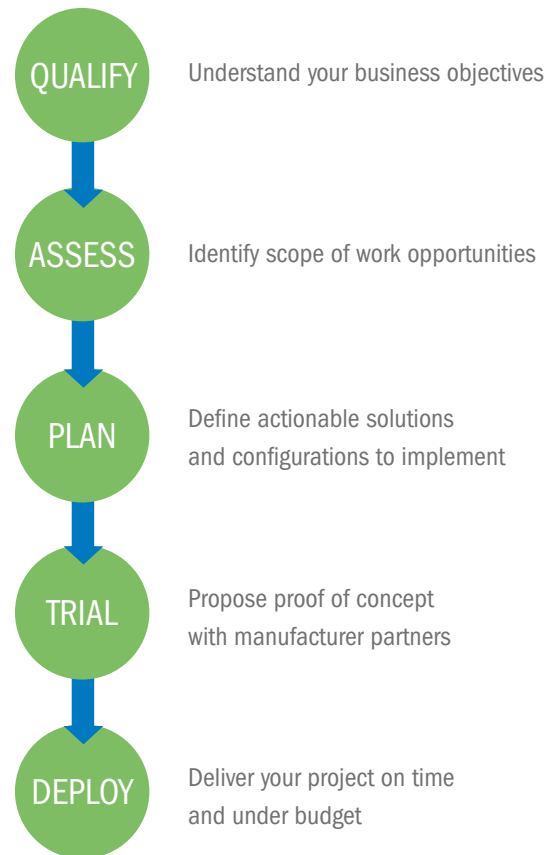 QUALIFY
Understand your business objectives
ASSESS
Identify scope of work opportunities
PLAN
Define actionable solutions
and configurations to implement
TRIAL
Propose proof of concept
with manufacturer partners
DEPLOY
Deliver your project on time
and under budget